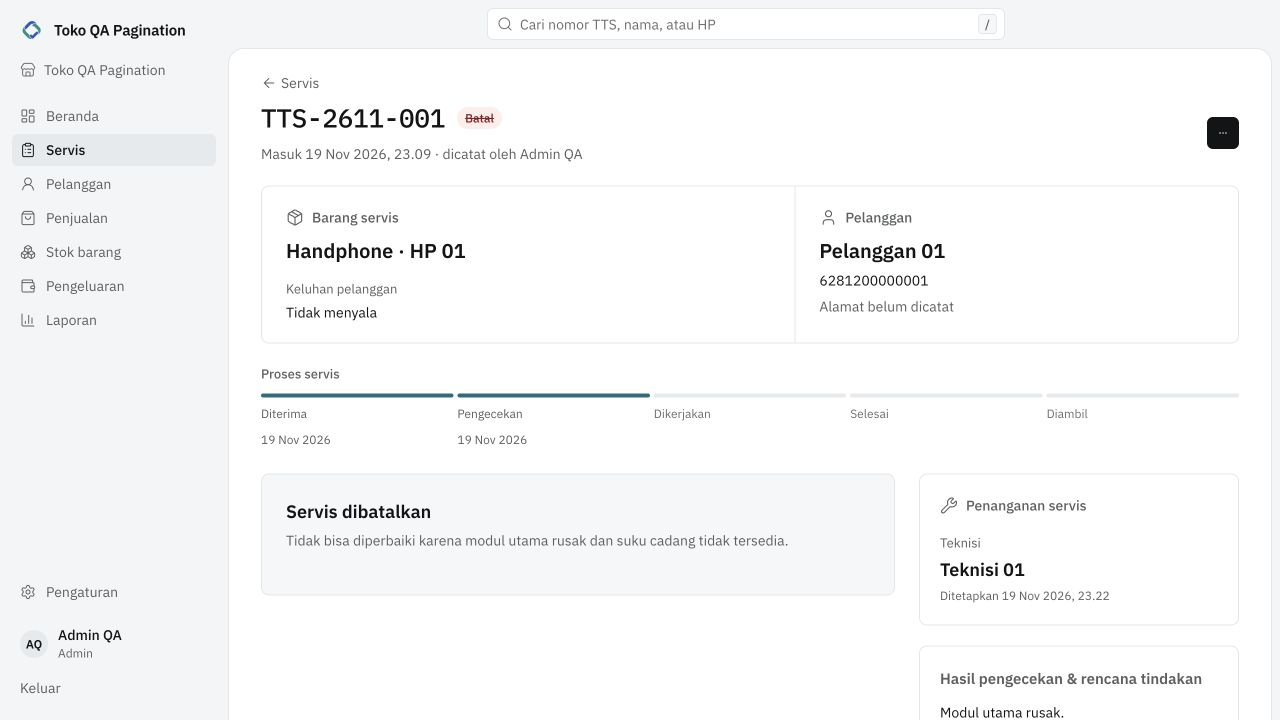 Toko QA Pagination
Cari nomor TTS, nama, atau HP
/
Toko QA Pagination
Beranda
Servis
Pelanggan
Penjualan
Stok barang
Pengeluaran
Laporan
Pengaturan
AQ
Admin QA
Admin
Keluar
Servis
TTS-2611-001
Batal
Masuk 19 Nov 2026, 23.09 · dicatat oleh Admin QA
Barang servis
Handphone · HP 01
Keluhan pelanggan
Tidak menyala
Pelanggan
Pelanggan 01
6281200000001
Alamat belum dicatat
Proses servis
Diterima
19 Nov 2026
Pengecekan
19 Nov 2026
Dikerjakan
Selesai
Diambil
Servis dibatalkan
Tidak bisa diperbaiki karena modul utama rusak dan suku cadang tidak tersedia.
Penanganan servis
Teknisi
Teknisi 01
Ditetapkan 19 Nov 2026, 23.22
Hasil pengecekan & rencana tindakan
Modul utama rusak.